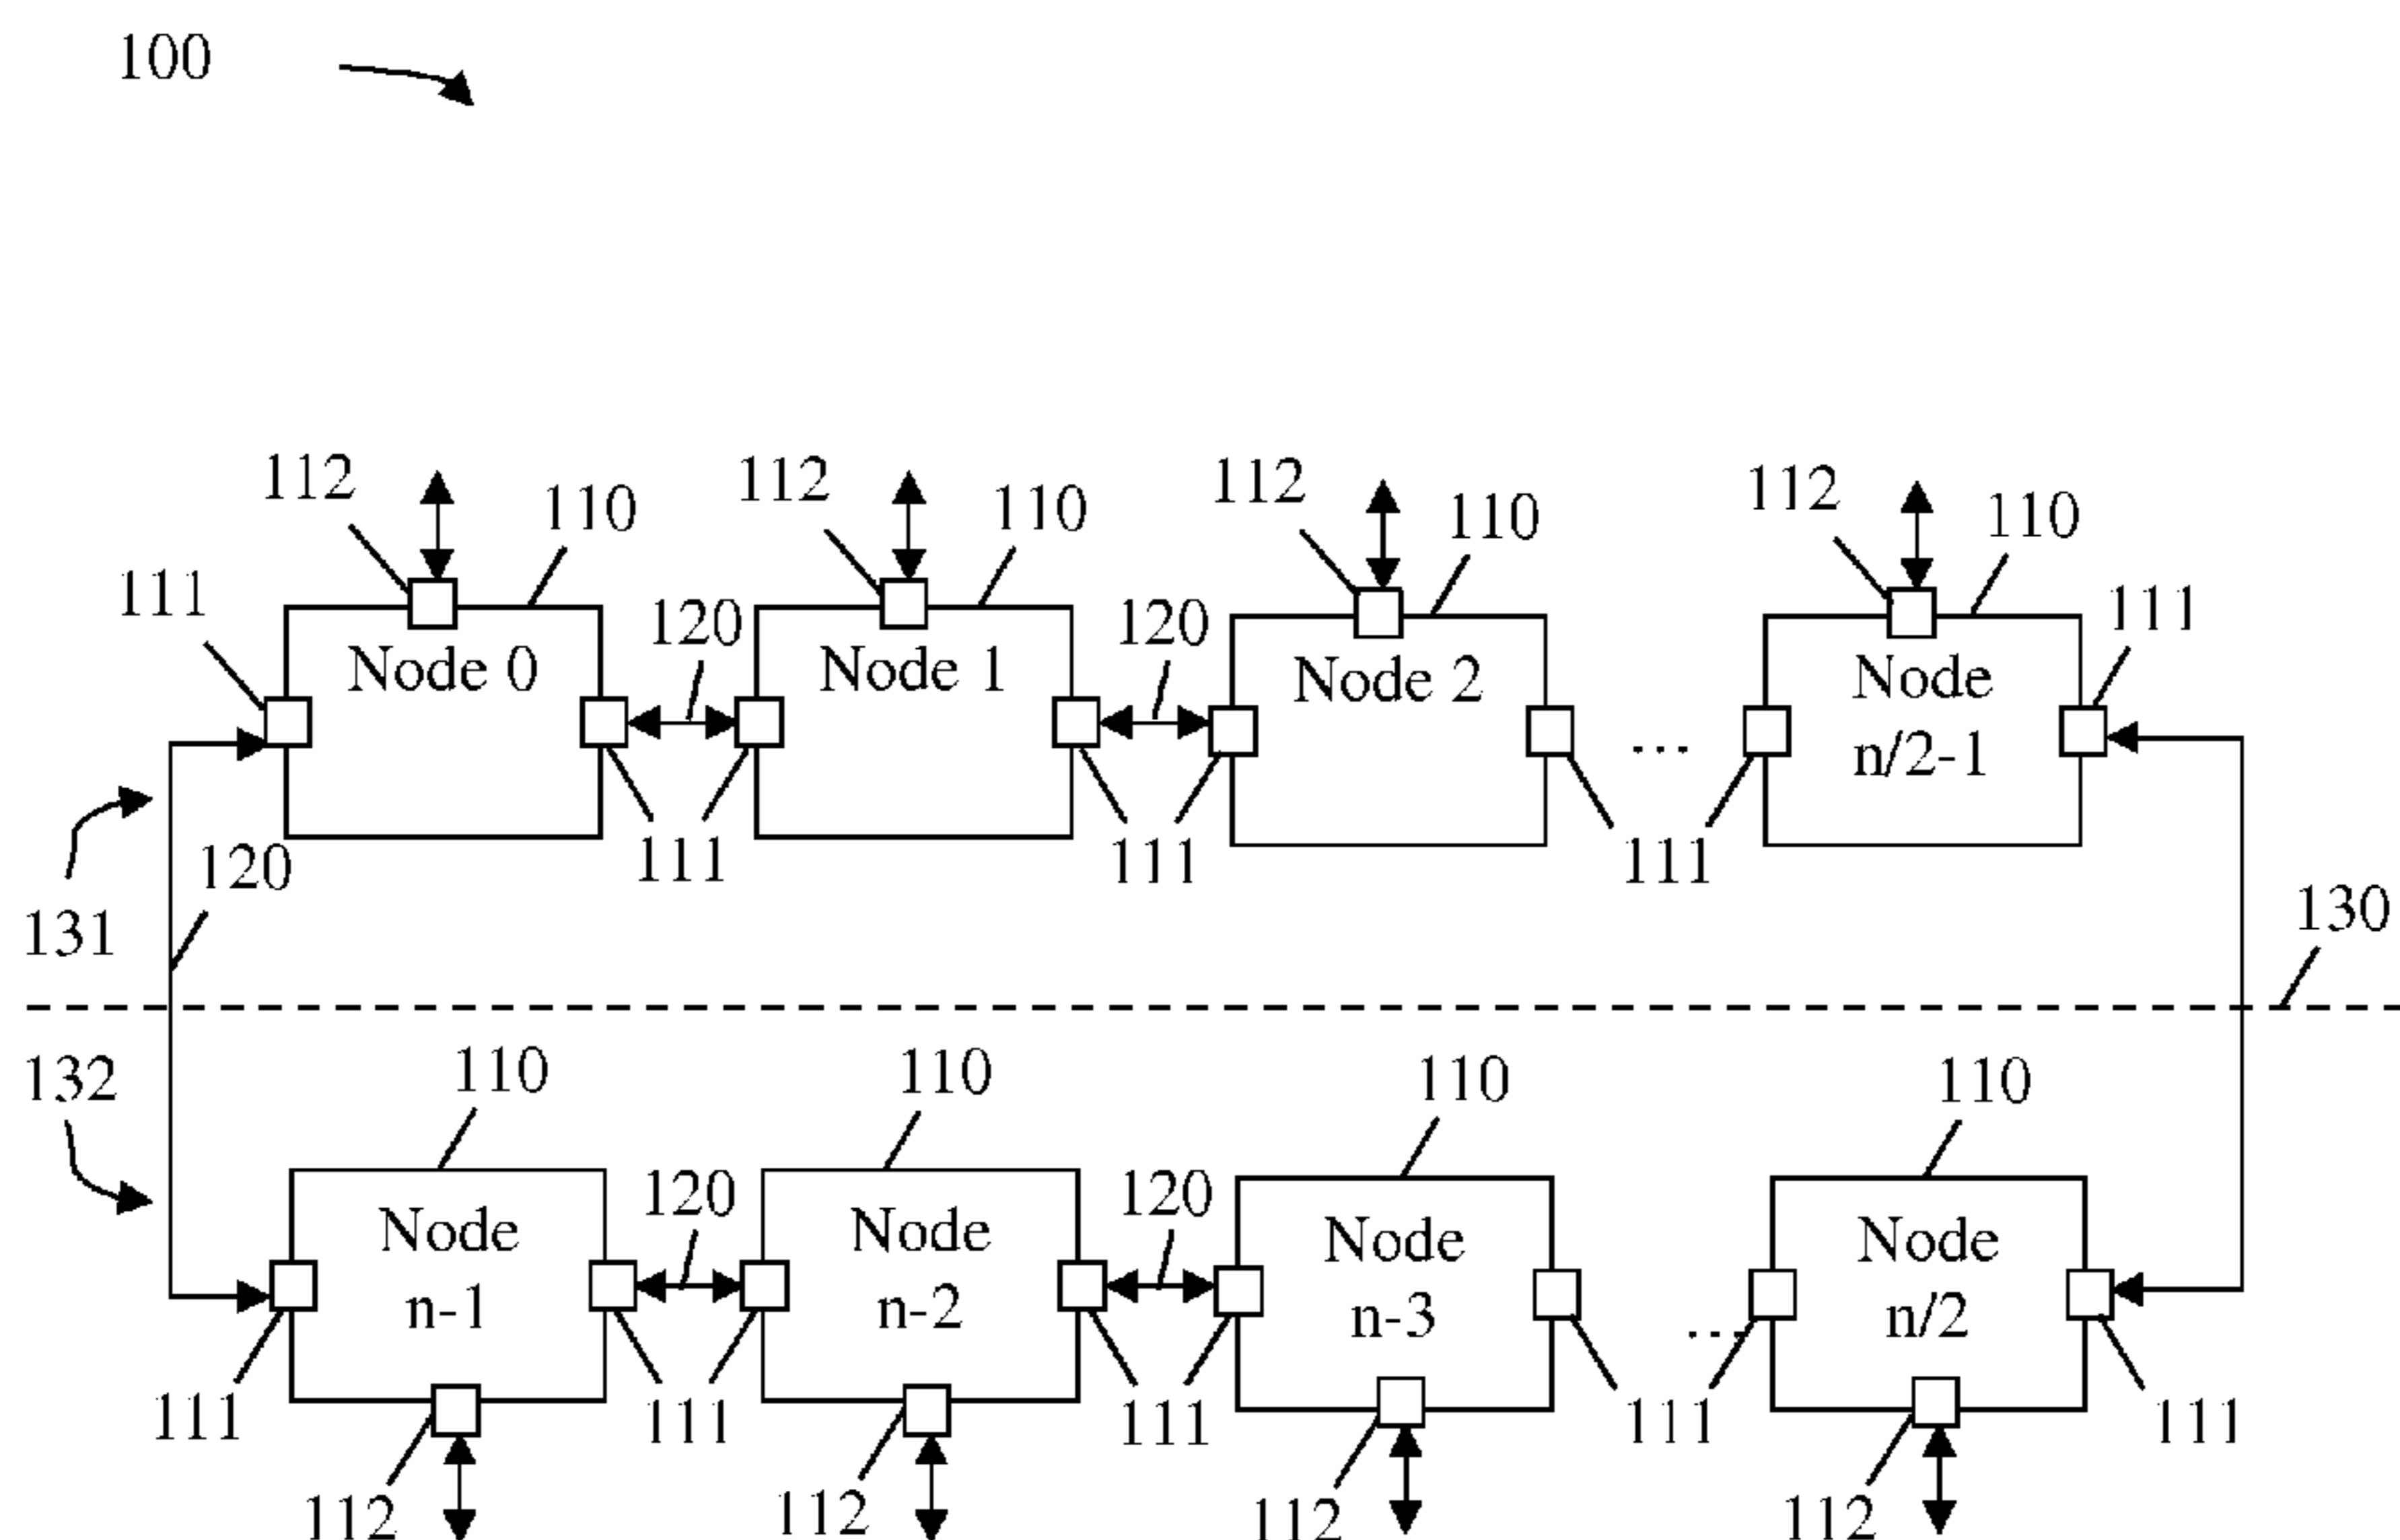 100
112 110 112 110 112 110 112 110
111 120 120 111
Node 0 Node 1 Node 2 Node
n/2-1
...
111 111 111
120
131 130
132 110 110 110 110
120 120
Node Node Node Node
n-1 n-2 n-3 n/2
...
111 111 111 111 111
112 112 112 112